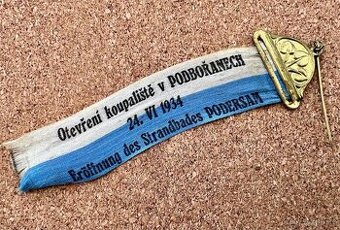 Otevření koupaliště v PODBOŘANECH
24. VI 1934
Eröffnung des Strandbades PODERSAM